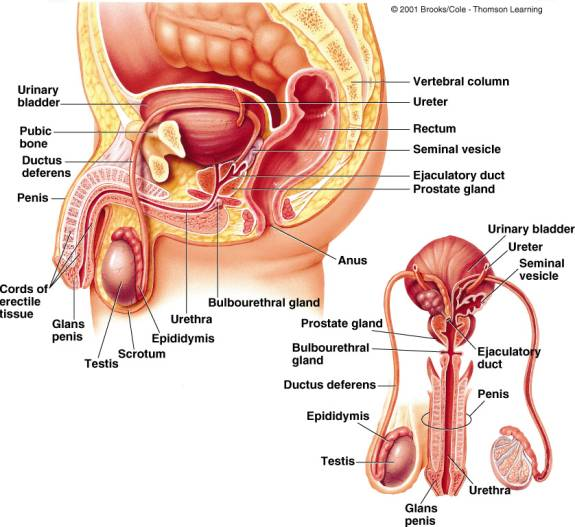 © 2001 Brooks/Cole - Thomson Learning
Urinary
bladder
Pubic
bone
Ductus
deferens
Penis
Cords of
erectile
tissue
Glans
penis
Testis
Scrotum
Epididymis
Urethra
Bulbourethral gland
Vertebral column
Ureter
Rectum
Seminal vesicle
Ejaculatory duct
Prostate gland
Anus
Urinary bladder
Ureter
Seminal
vesicle
Prostate gland
Bulbourethral
gland
Ejaculatory
duct
Ductus deferens
Penis
Epididymis
Testis
Urethra
Glans
penis